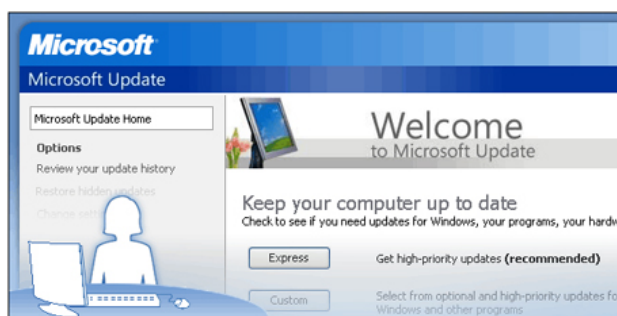 Microsoft
Microsoft Update
Microsoft Update Home
Options
Review your update history
Restore hidden updates
Change
Welcome
to Microsoft Update
Keep your computer up to date
Check to see if you need updates for Windows, your programs, your hardw
Express
Get high-priority updates (recommended)
Custom
Select from optional and high-priority updates fo
Windows and other programs